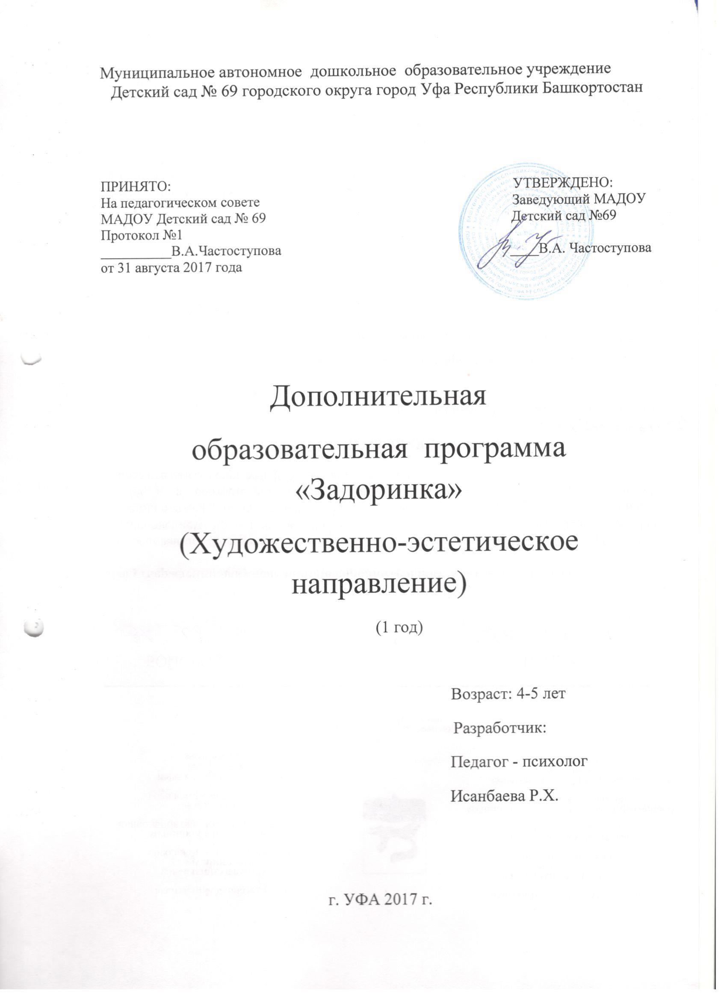 Муниципальное автономное дошкольное образовательное учреждение
Детский сад № 69 городского округа город Уфа Республики Башкортостан
ПРИНЯТО:
На педагогическом совете
МАДОУ Детский сад № 69
Протокол №1
__________В.А.Частоступова
от 31 августа 2017 года
УТВЕРЖДЕНО:
Заведующий МАДОУ
Детский сад №69
____В.А. Частоступова
Дополнительная
образовательная программа
«Задоринка»
(Художественно-эстетическое
направление)
(1 год)
Возраст: 4-5 лет
Разработчик:
Педагог - психолог
Исанбаева Р.Х.
г. УФА 2017 г.